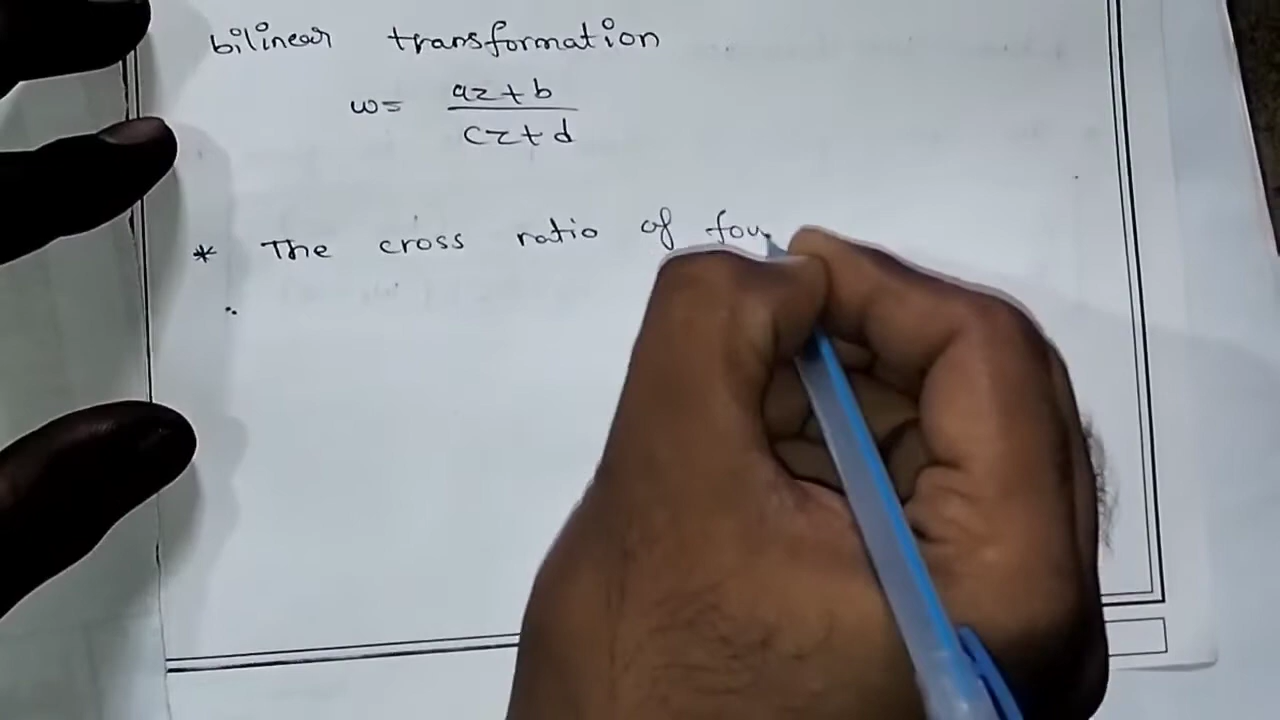 bilinear transformation
w= az+b
cz+d
* The cross ratio of fou